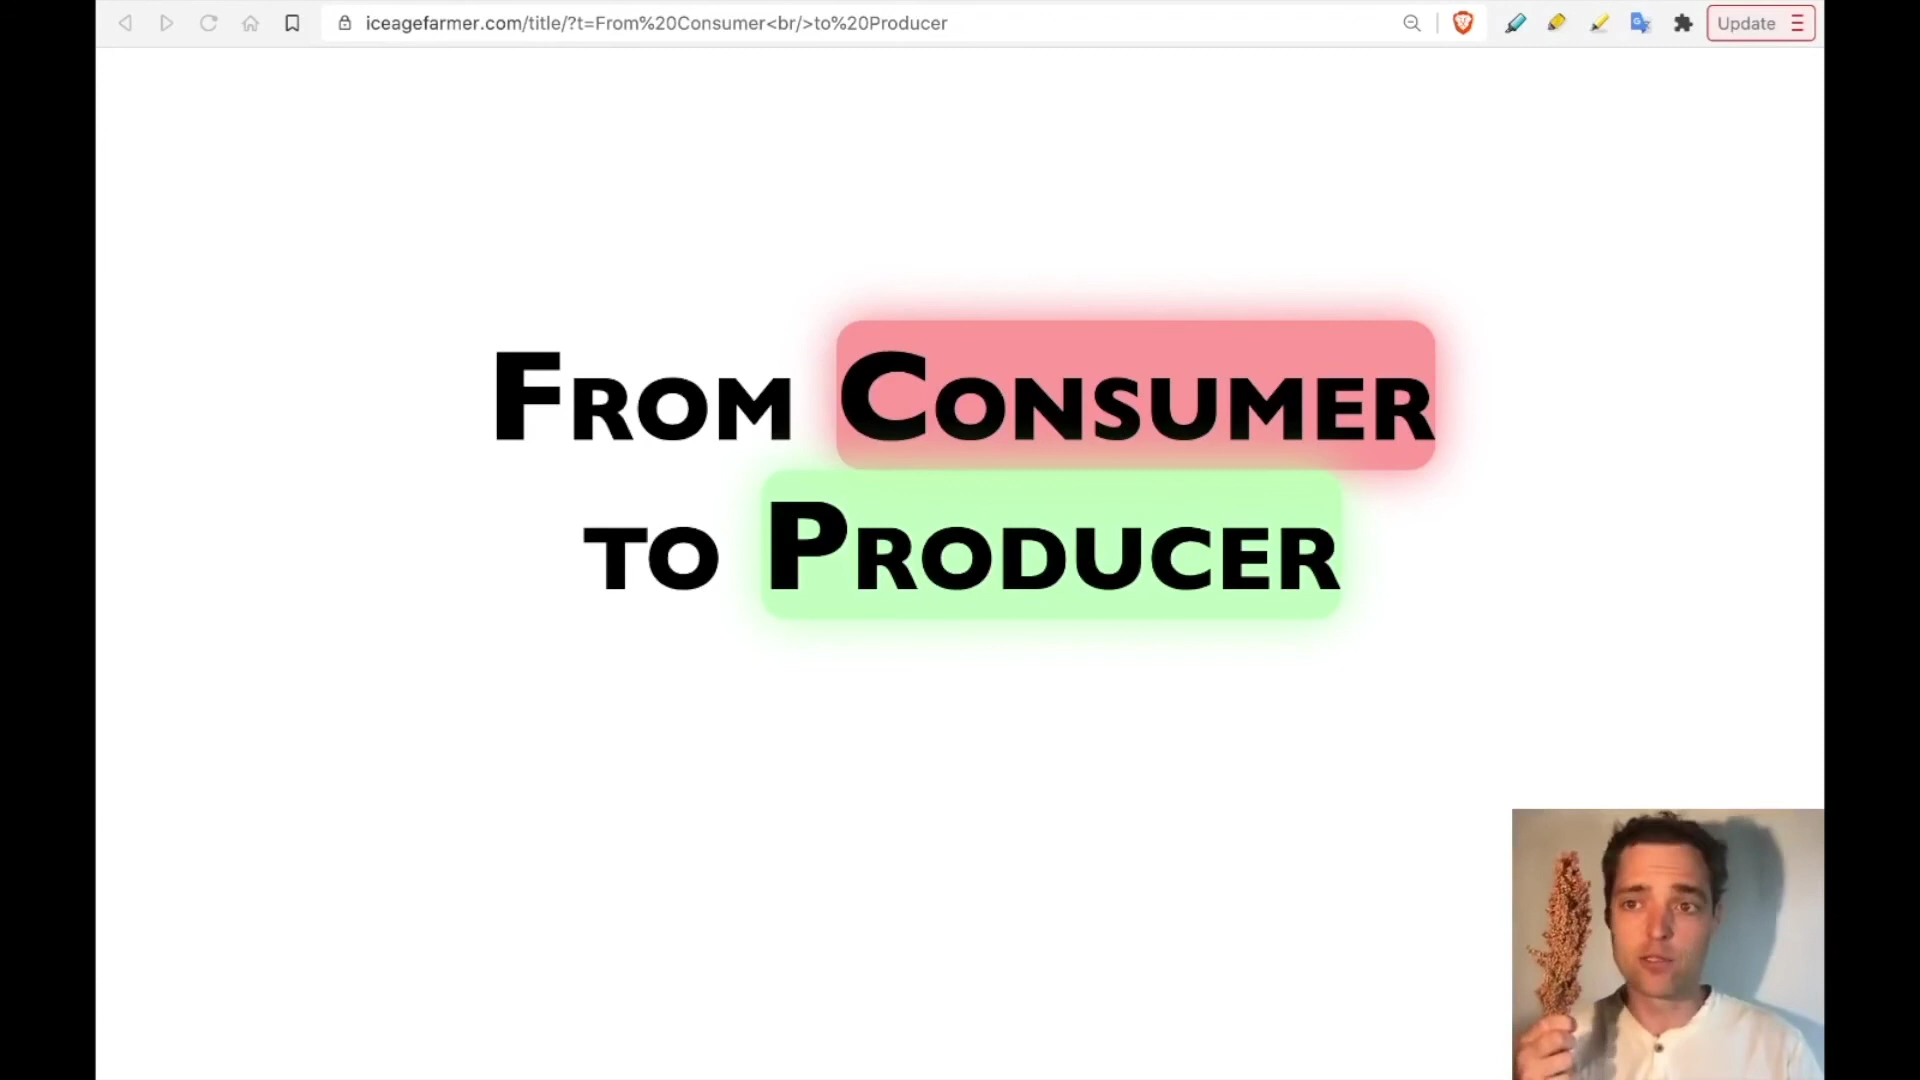 iceagefarmer.com/title/?t=From%20Consumer<br/>to%20Producer
Update
From Consumer
to Producer